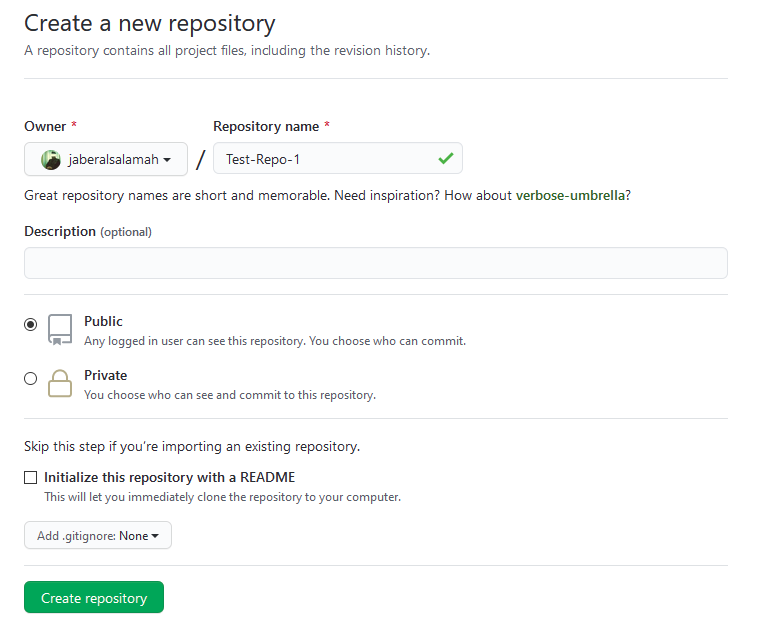 Create a new repository
A repository contains all project files, including the revision history.
Owner *
Repository name *
jaberalsalamah
/
Test-Repo-1
Great repository names are short and memorable. Need inspiration? How about verbose-umbrella?
Description (optional)
Public
Any logged in user can see this repository. You choose who can commit.
Private
You choose who can see and commit to this repository.
Skip this step if you’re importing an existing repository.
Initialize this repository with a README
This will let you immediately clone the repository to your computer.
Add .gitignore: None
Create repository